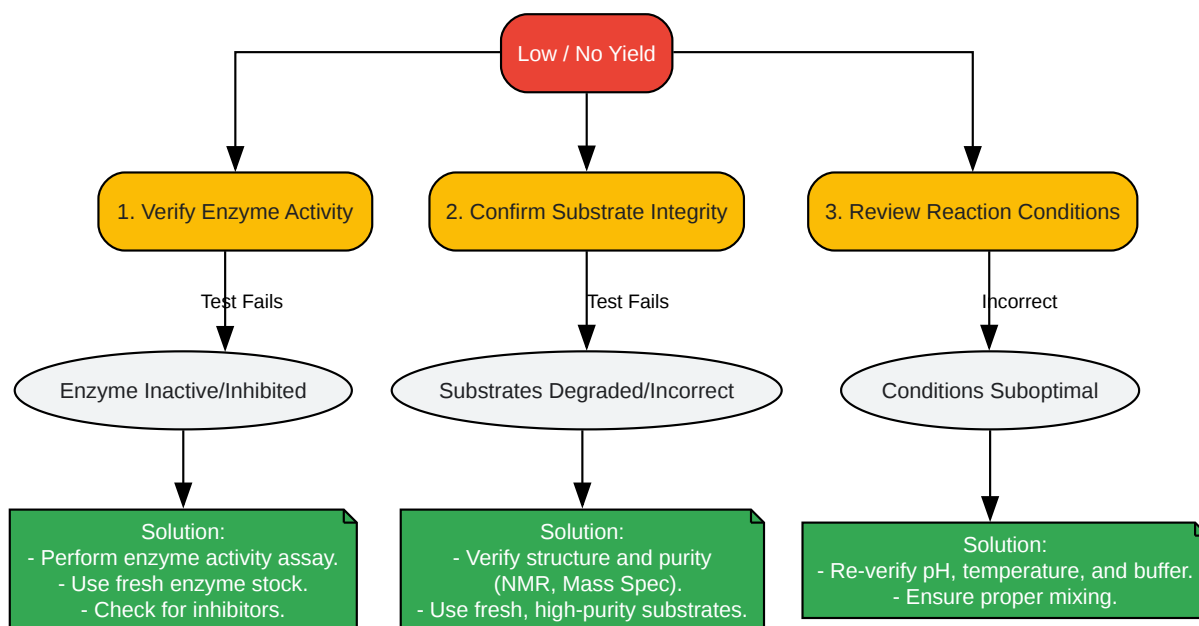 Low / No Yield
1. Verify Enzyme Activity
2. Confirm Substrate Integrity
3. Review Reaction Conditions
Test Fails
Test Fails
Incorrect
Enzyme Inactive/Inhibited
Substrates Degraded/Incorrect
Conditions Suboptimal
Solution:
- Perform enzyme activity assay.
- Use fresh enzyme stock.
- Check for inhibitors.
Solution:
- Verify structure and purity
(NMR, Mass Spec).
- Use fresh, high-purity substrates.
Solution:
- Re-verify pH, temperature, and buffer.
- Ensure proper mixing.